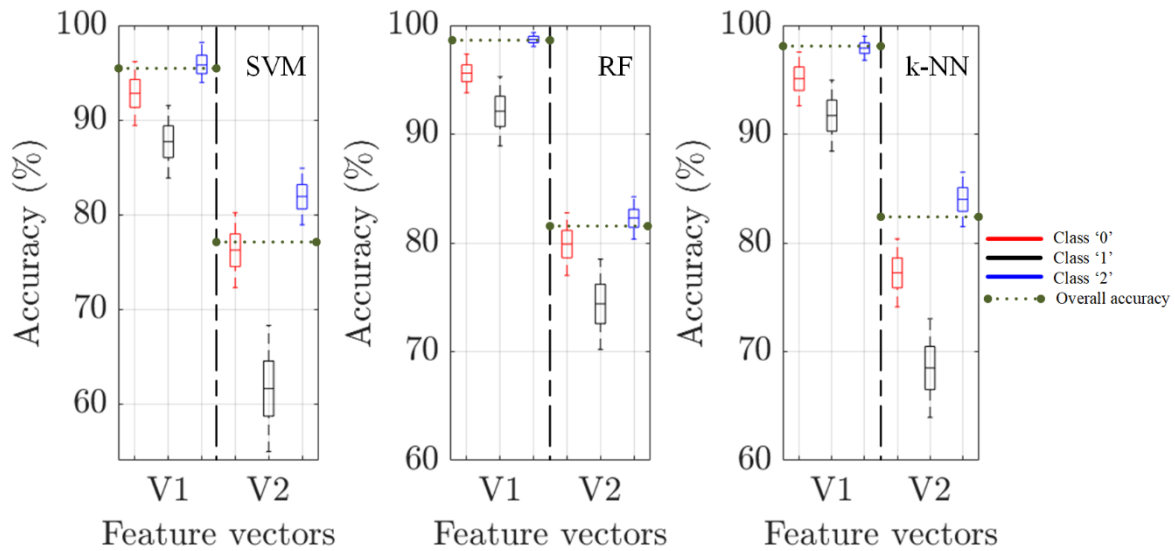 Accuracy (%)
100
90
80
70
60
SVM
V1 V2
Feature vectors
Accuracy (%)
100
90
80
70
60
RF
V1 V2
Feature vectors
Accuracy (%)
100
90
80
70
60
k-NN
V1 V2
Feature vectors
Class ‘0’
Class ‘1’
Class ‘2’
Overall accuracy